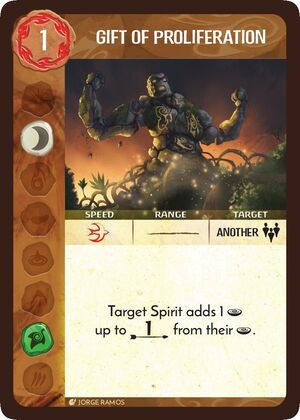 1
GIFT OF PROLIFERATION
SPEED RANGE TARGET
ANOTHER
Target Spirit adds 1
up to 1 from their .
JORGE RAMOS